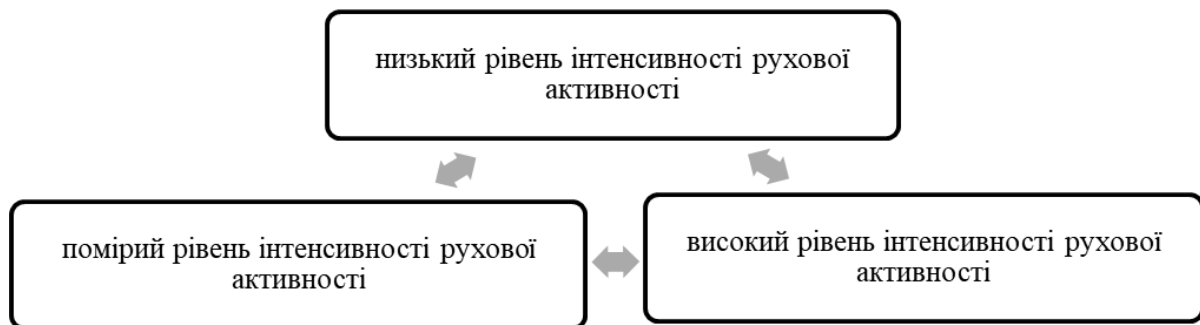 низький рівень інтенсивності рухової
активності
помірий рівень інтенсивності рухової
активності
високий рівень інтенсивності рухової
активності